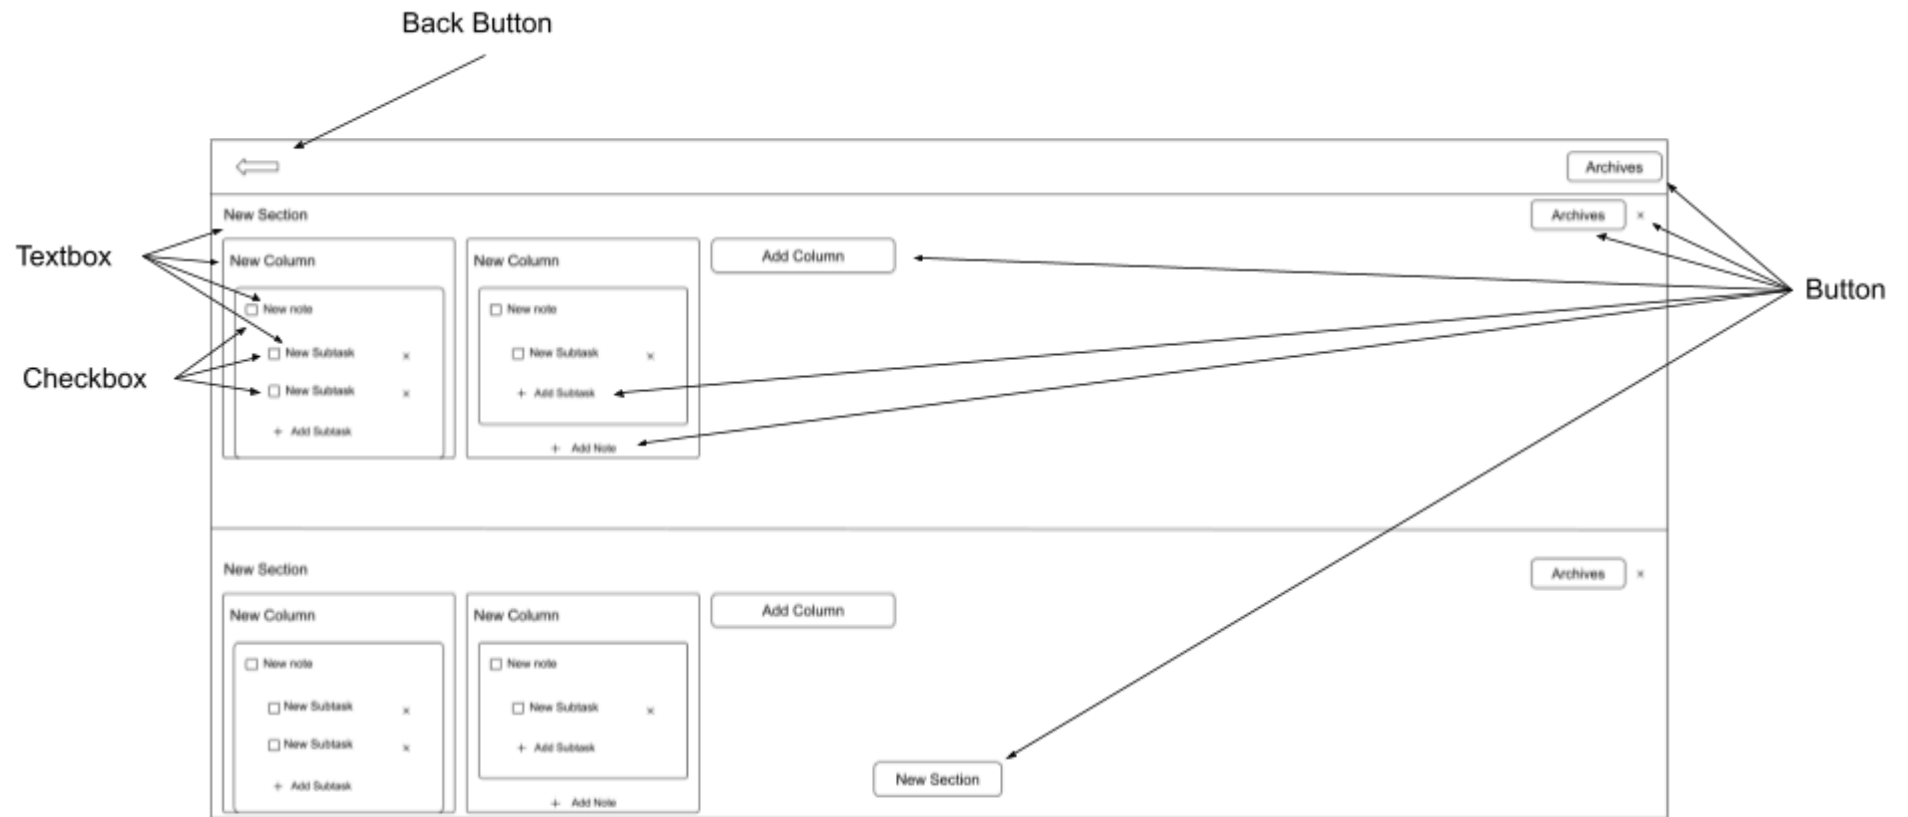 Back Button
Archives
New Section
Archives ×
Textbox
New Column
New Column
Add Column
Button
New note
New note
New Subtask ×
New Subtask ×
Checkbox
New Subtask ×
+ Add Subtask
+ Add Subtask
+ Add Note
New Section
Archives ×
New Column
New Column
Add Column
New note
New note
New Subtask ×
New Subtask ×
New Subtask ×
+ Add Subtask
+ Add Subtask
New Section
+ Add Note